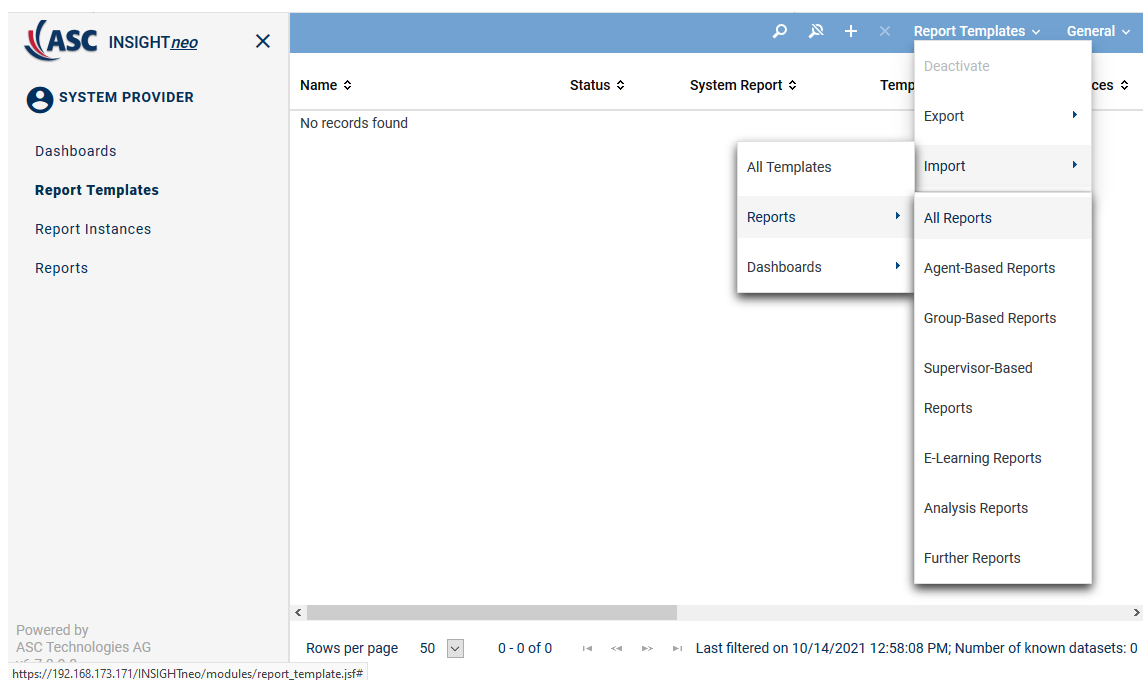 ASC INSIGHTneo
SYSTEM PROVIDER
Dashboards
Report Templates
Report Instances
Reports
Powered by
ASC Technologies AG
https://192.168.173.171/INSIGHTneo/modules/report_template.jsf#
Report Templates General
Name Status System Report Temp ces
No records found
Deactivate
Export
Import
All Templates
Reports
Dashboards
All Reports
Agent-Based Reports
Group-Based Reports
Supervisor-Based
Reports
E-Learning Reports
Analysis Reports
Further Reports
Rows per page 50 0 - 0 of 0 Last filtered on 10/14/2021 12:58:08 PM; Number of known datasets: 0